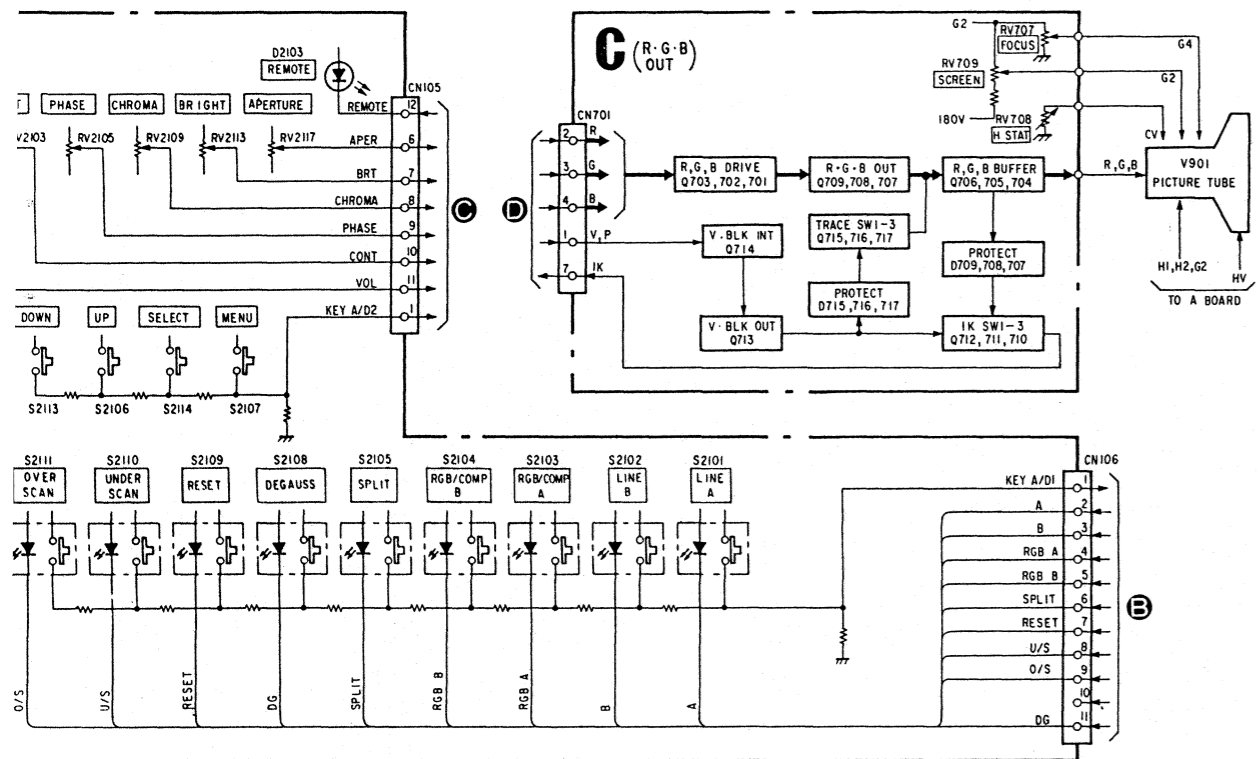 D2103
REMOTE
CN105
PHASE
CHROMA
BRIGHT
APERTURE
REMOTE
12
V2103
RV2105
RV2109
RV2113
RV2117
APER
6
BRT
7
CHROMA
8
PHASE
9
CONT
10
VOL
11
KEY A/D2
1
C
DOWN
UP
SELECT
MENU
S2113
S2106
S2114
S2107
C (R·G·B OUT)
G2
RV707
FOCUS
G4
RV709
SCREEN
G2
180V
RV708
H STAT
CV
CN701
2
R
3
G
4
B
1
V,P
7
IK
D
R,G,B DRIVE
Q703,702,701
R·G·B OUT
Q709,708,707
R,G,B BUFFER
Q706,705,704
R,G,B
V901
PICTURE TUBE
V·BLK INT
Q714
TRACE SW1-3
Q715,716,717
PROTECT
D709,708,707
PROTECT
D715,716,717
V·BLK OUT
Q713
IK SW1-3
Q712,711,710
H1,H2,G2
HV
TO A BOARD
S2111
OVER
SCAN
S2110
UNDER
SCAN
S2109
RESET
S2108
DEGAUSS
S2105
SPLIT
S2104
RGB/COMP
B
S2103
RGB/COMP
A
S2102
LINE
B
S2101
LINE
A
CN106
KEY A/D1
1
A
2
B
3
RGB A
4
RGB B
5
SPLIT
6
RESET
7
U/S
8
O/S
9
10
DG
11
B
O/S
U/S
RESET
DG
SPLIT
RGB B
RGB A
B
A